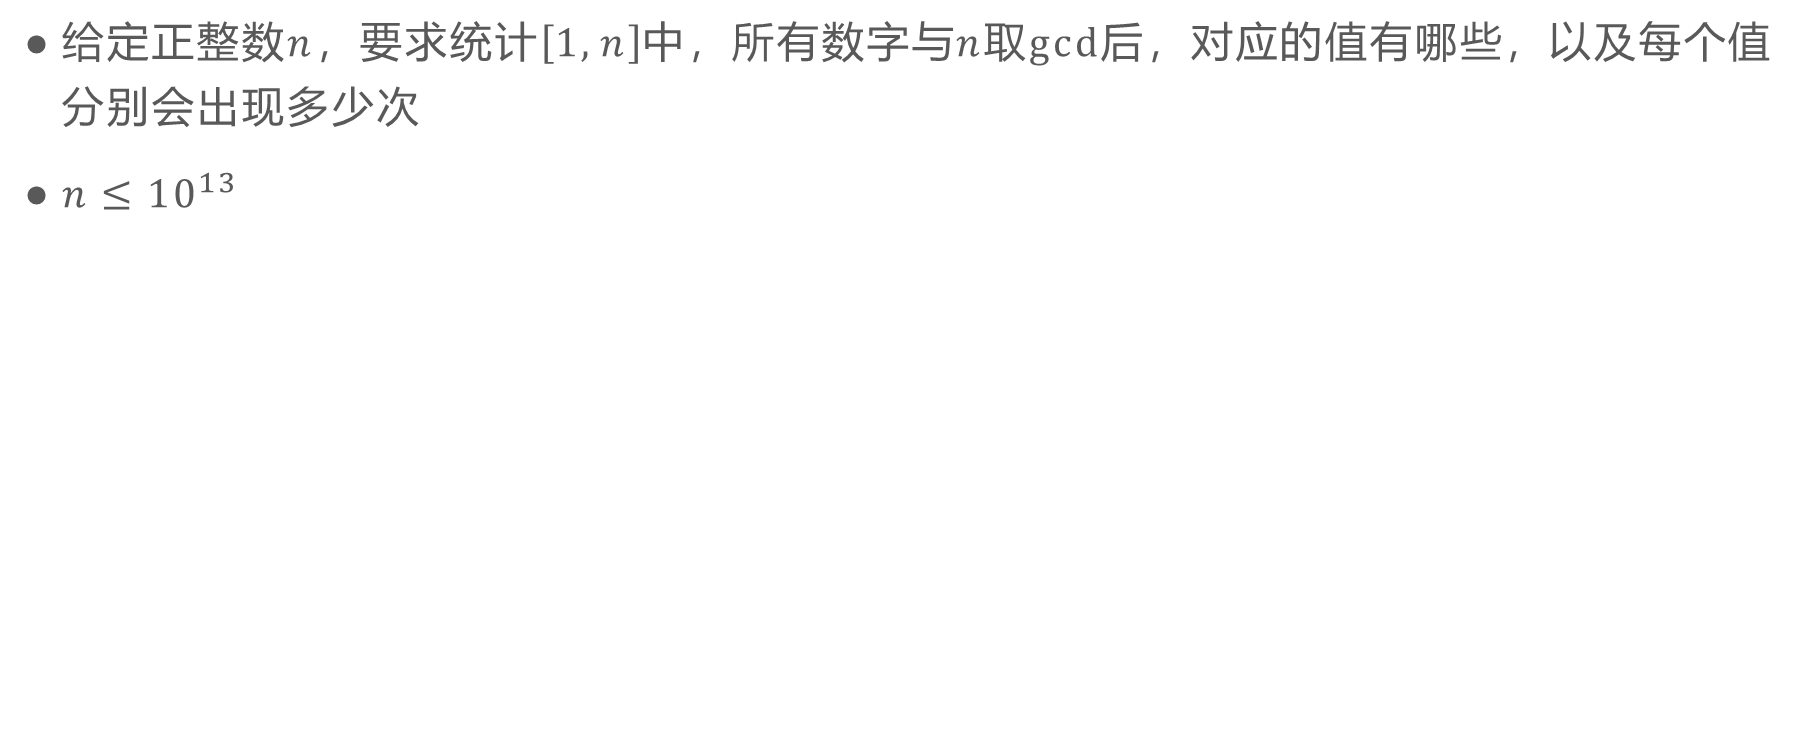 ● 给定正整数n，要求统计[1, n]中，所有数字与n取gcd后，对应的值有哪些，以及每个值
分别会出现多少次
● n ≤ 10¹³